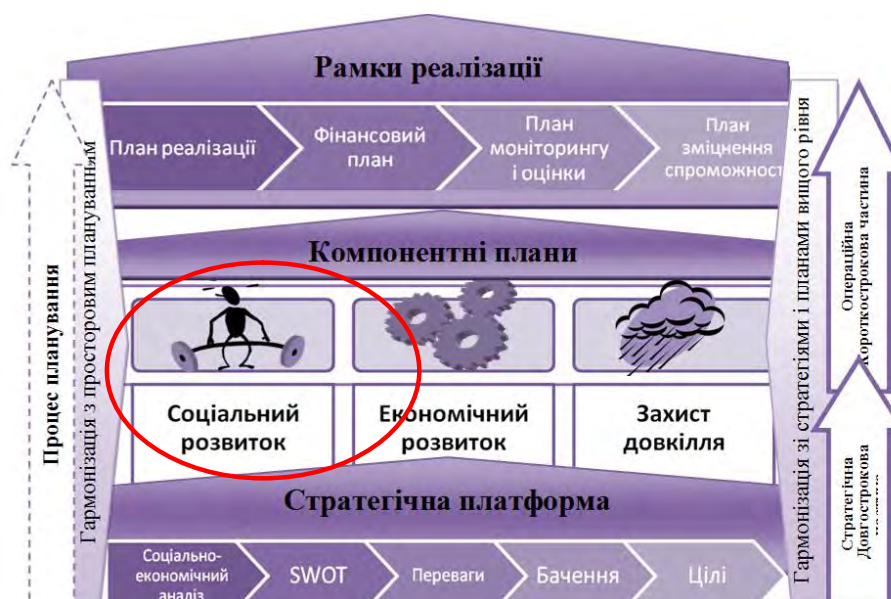 Рамки реалізації
План реалізації
Фінансовий
план
План
моніторингу
і оцінки
План
зміцнення
спроможност
Компонентні плани
Соціальний
розвиток
Економічний
розвиток
Захист
довкілля
Стратегічна платформа
Соціально-
економічний
аналіз
SWOT
Переваги
Бачення
Цілі
Процес планування
Гармонізація з просторовим плануванням
Гармонізація зі стратегіями і планами вищого рівня
Операційна
Короткострокова частина
Стратегічна
Довгострокова